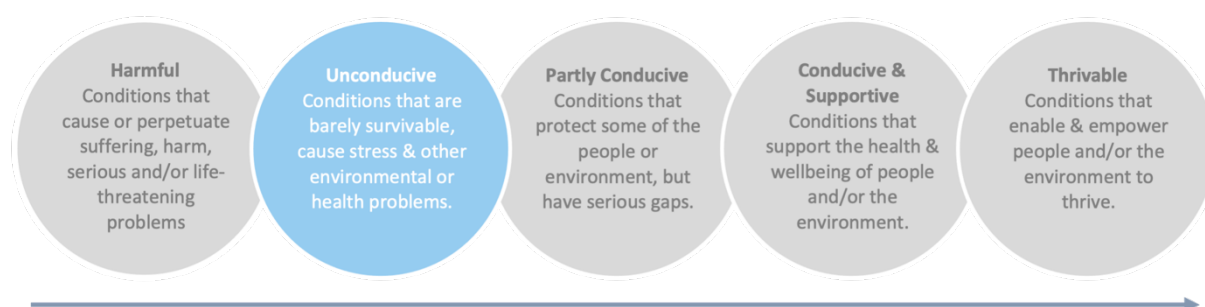 Harmful
Conditions that
cause or perpetuate
suffering, harm,
serious and/or life-
threatening
problems
Unconducive
Conditions that are
barely survivable,
cause stress & other
environmental or
health problems.
Partly Conducive
Conditions that
protect some of the
people or
environment, but
have serious gaps.
Conducive &
Supportive
Conditions that
support the health &
wellbeing of people
and/or the
environment.
Thrivable
Conditions that
enable & empower
people and/or the
environment to
thrive.